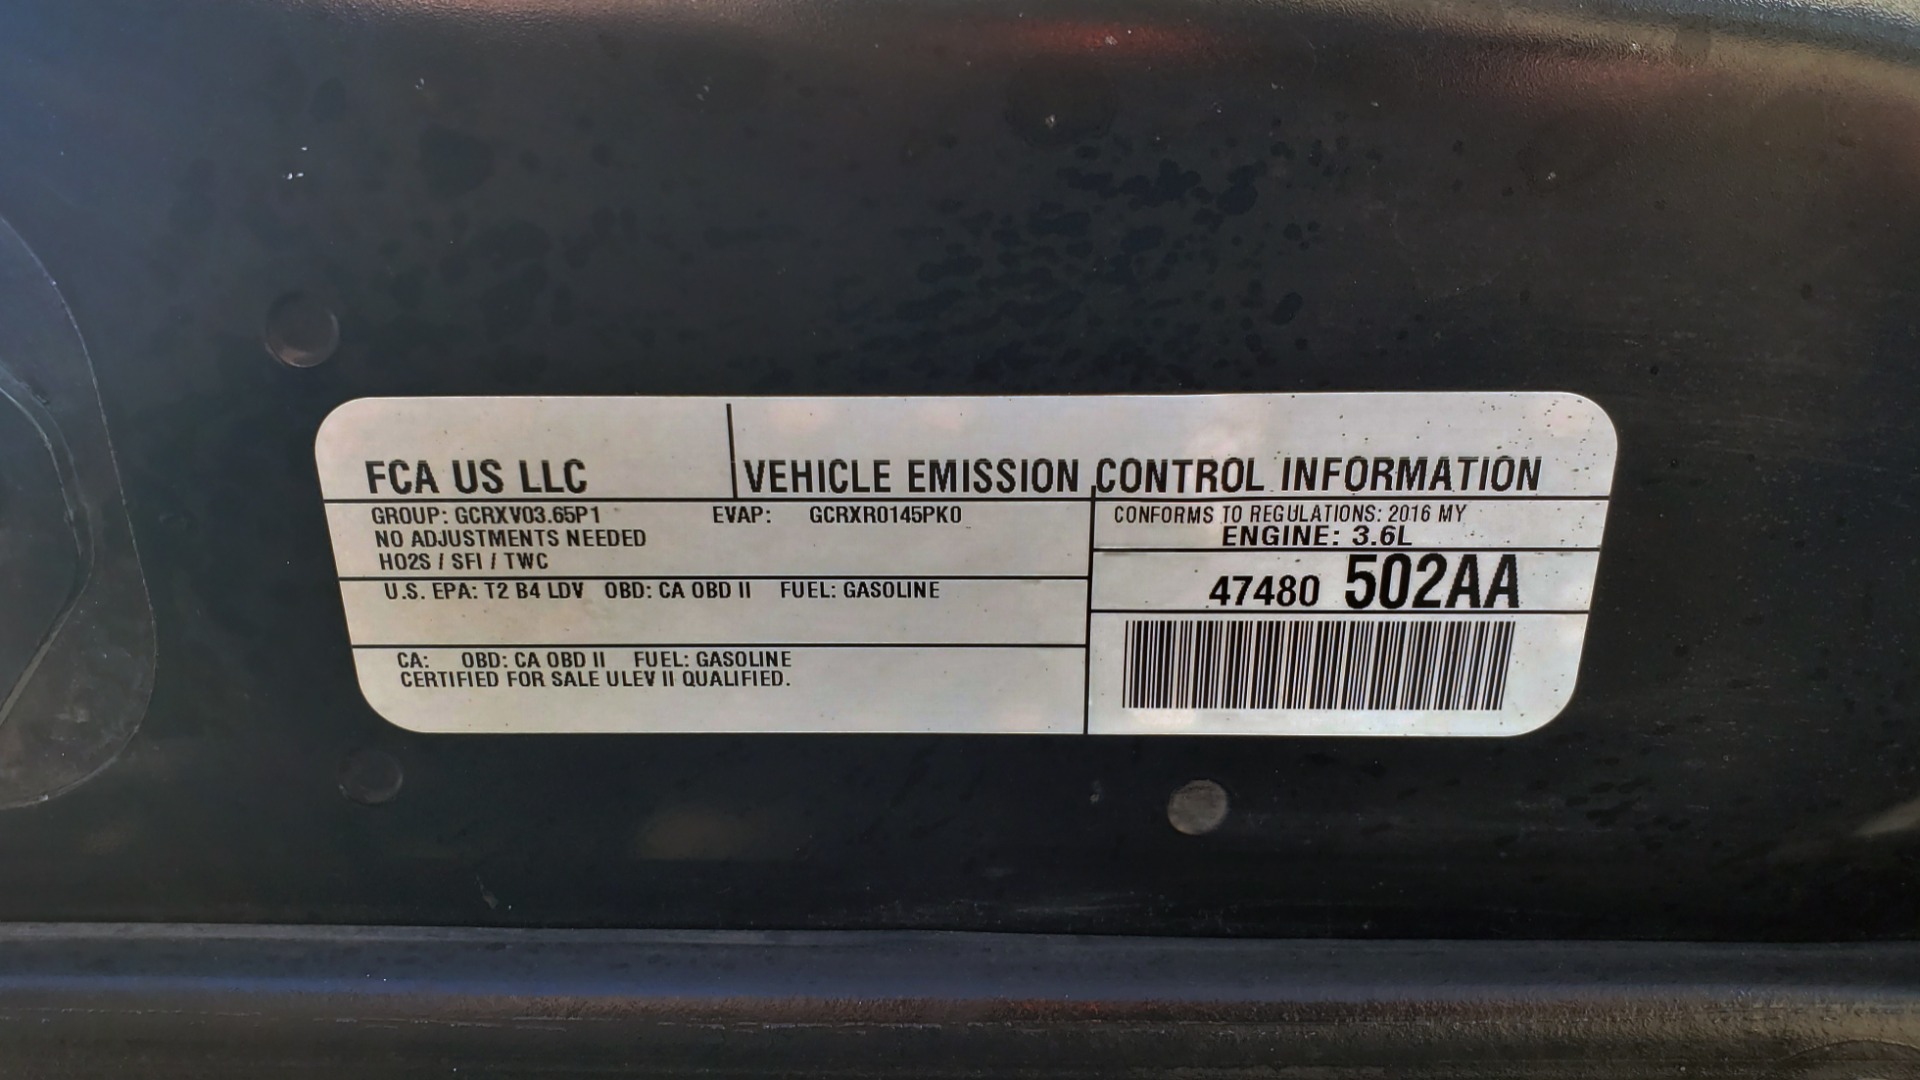 FCA US LLC
VEHICLE EMISSION CONTROL INFORMATION
GROUP: GCRXV03.65P1 EVAP: GCRXR0145PK0
NO ADJUSTMENTS NEEDED
HO2S / SFI / TWC
U.S. EPA: T2 B4 LDV OBD: CA OBD II FUEL: GASOLINE
CA: OBD: CA OBD II FUEL: GASOLINE
CERTIFIED FOR SALE ULEV II QUALIFIED.
CONFORMS TO REGULATIONS: 2016 MY
ENGINE: 3.6L
47480 502AA